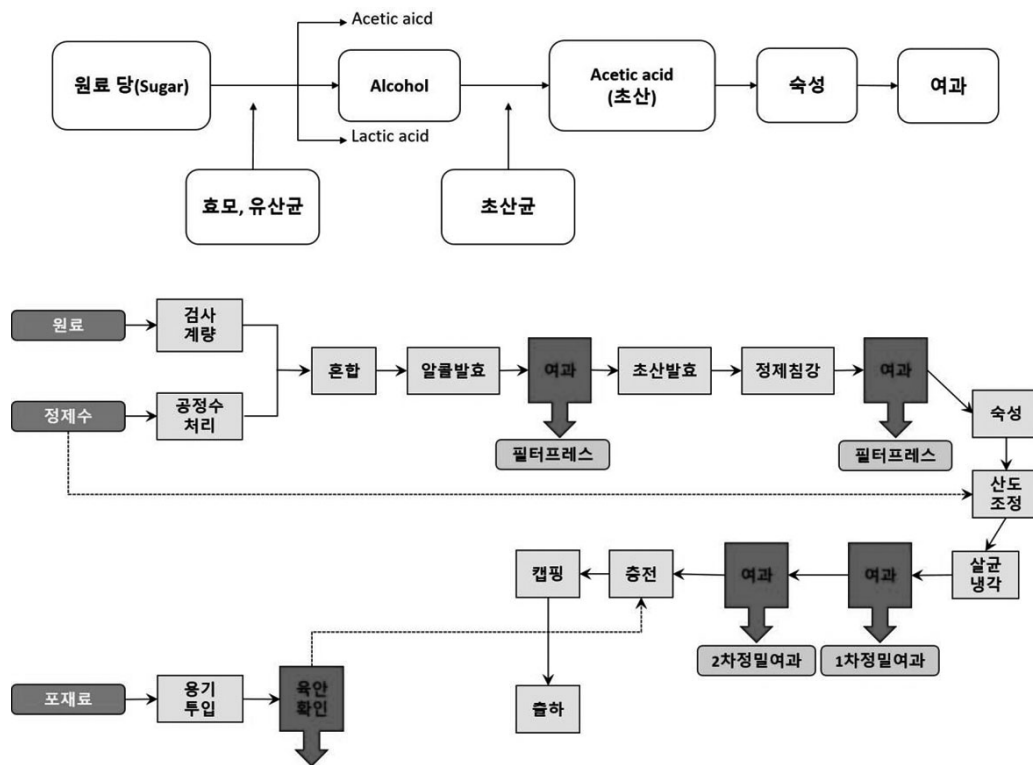 Acetic aicd
원료 당(Sugar)
Alcohol
Acetic acid
(초산)
숙성
여과
Lactic acid
효모, 유산균
초산균
원료
검사
계량
혼합
알콜발효
여과
초산발효
정제침강
여과
숙성
정제수
공정수
처리
필터프레스
필터프레스
산도
조정
캡핑
충전
여과
여과
살균
냉각
2차정밀여과
1차정밀여과
포재료
용기
투입
육안
확인
출하